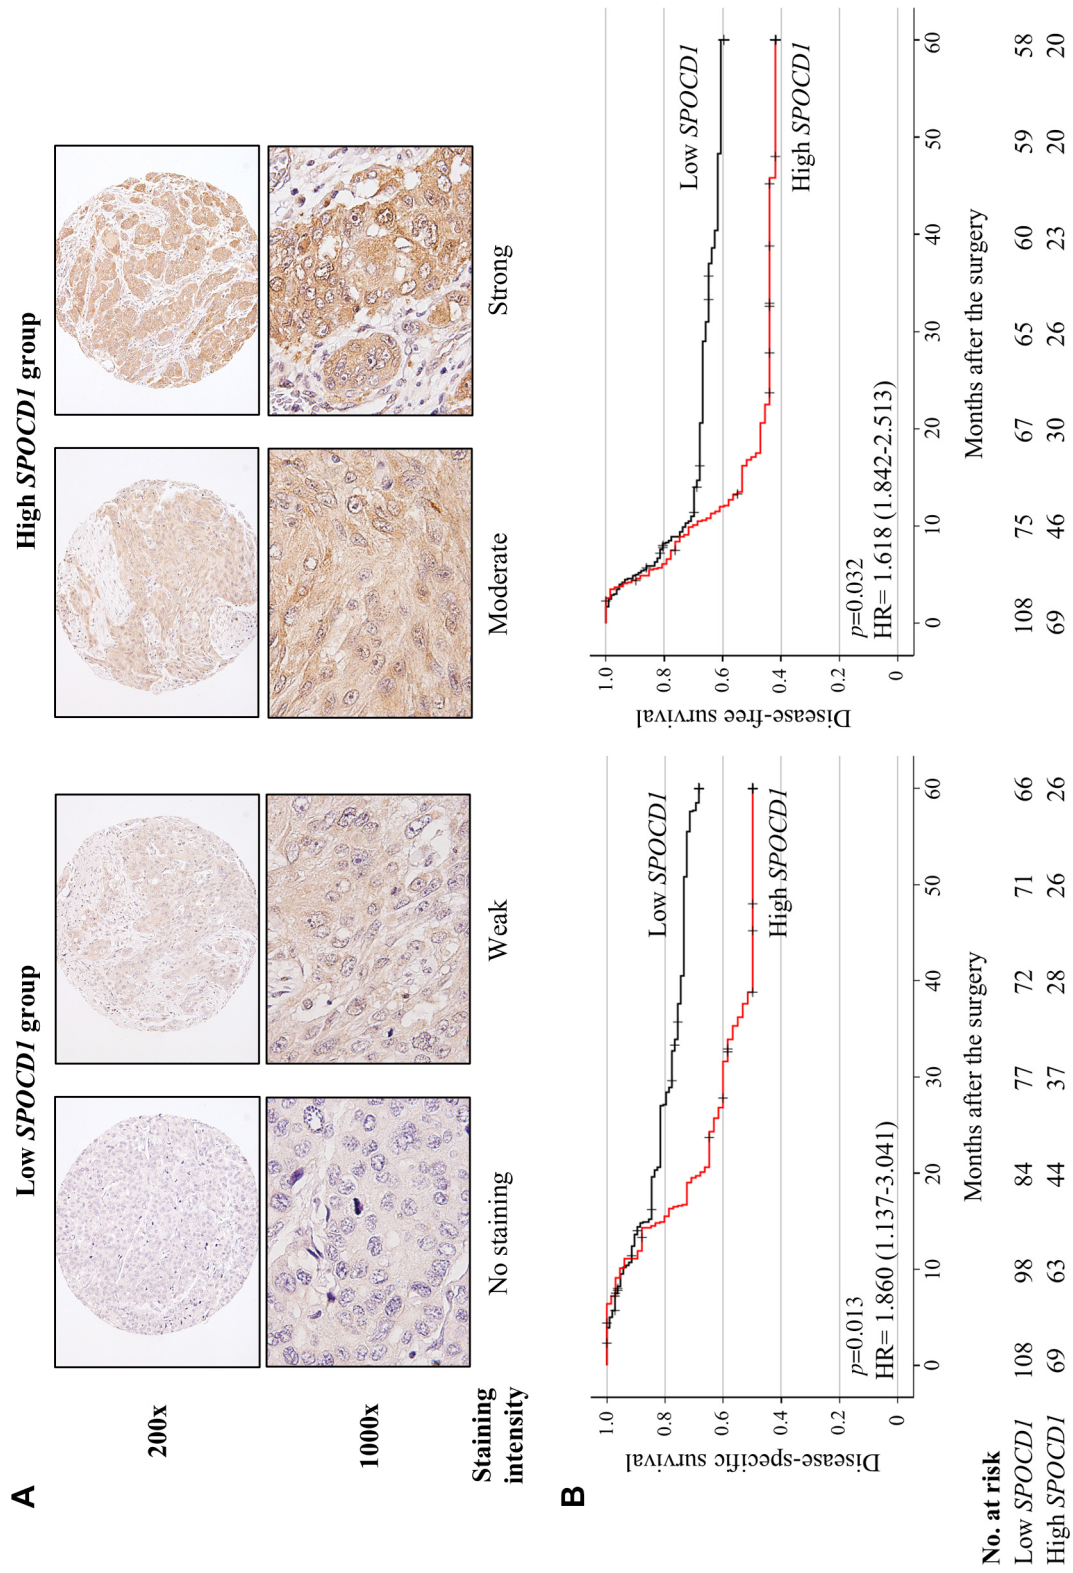 A
Low SPOCD1 group
High SPOCD1 group
200x
1000x
Staining
intensity
No staining
Weak
Moderate
Strong
B
Disease-specific survival
1.0
0.8
0.6
0.4
0.2
0
Low SPOCD1
High SPOCD1
p=0.013
HR= 1.860 (1.137-3.041)
0 10 20 30 40 50 60
Months after the surgery
Disease-free survival
1.0
0.8
0.6
0.4
0.2
0
Low SPOCD1
High SPOCD1
p=0.032
HR= 1.618 (1.842-2.513)
0 10 20 30 40 50 60
Months after the surgery
No. at risk
Low SPOCD1 108 98 84 77 72 71 66 108 75 67 65 60 59 58
High SPOCD1 69 63 44 37 28 26 26 69 46 30 26 23 20 20